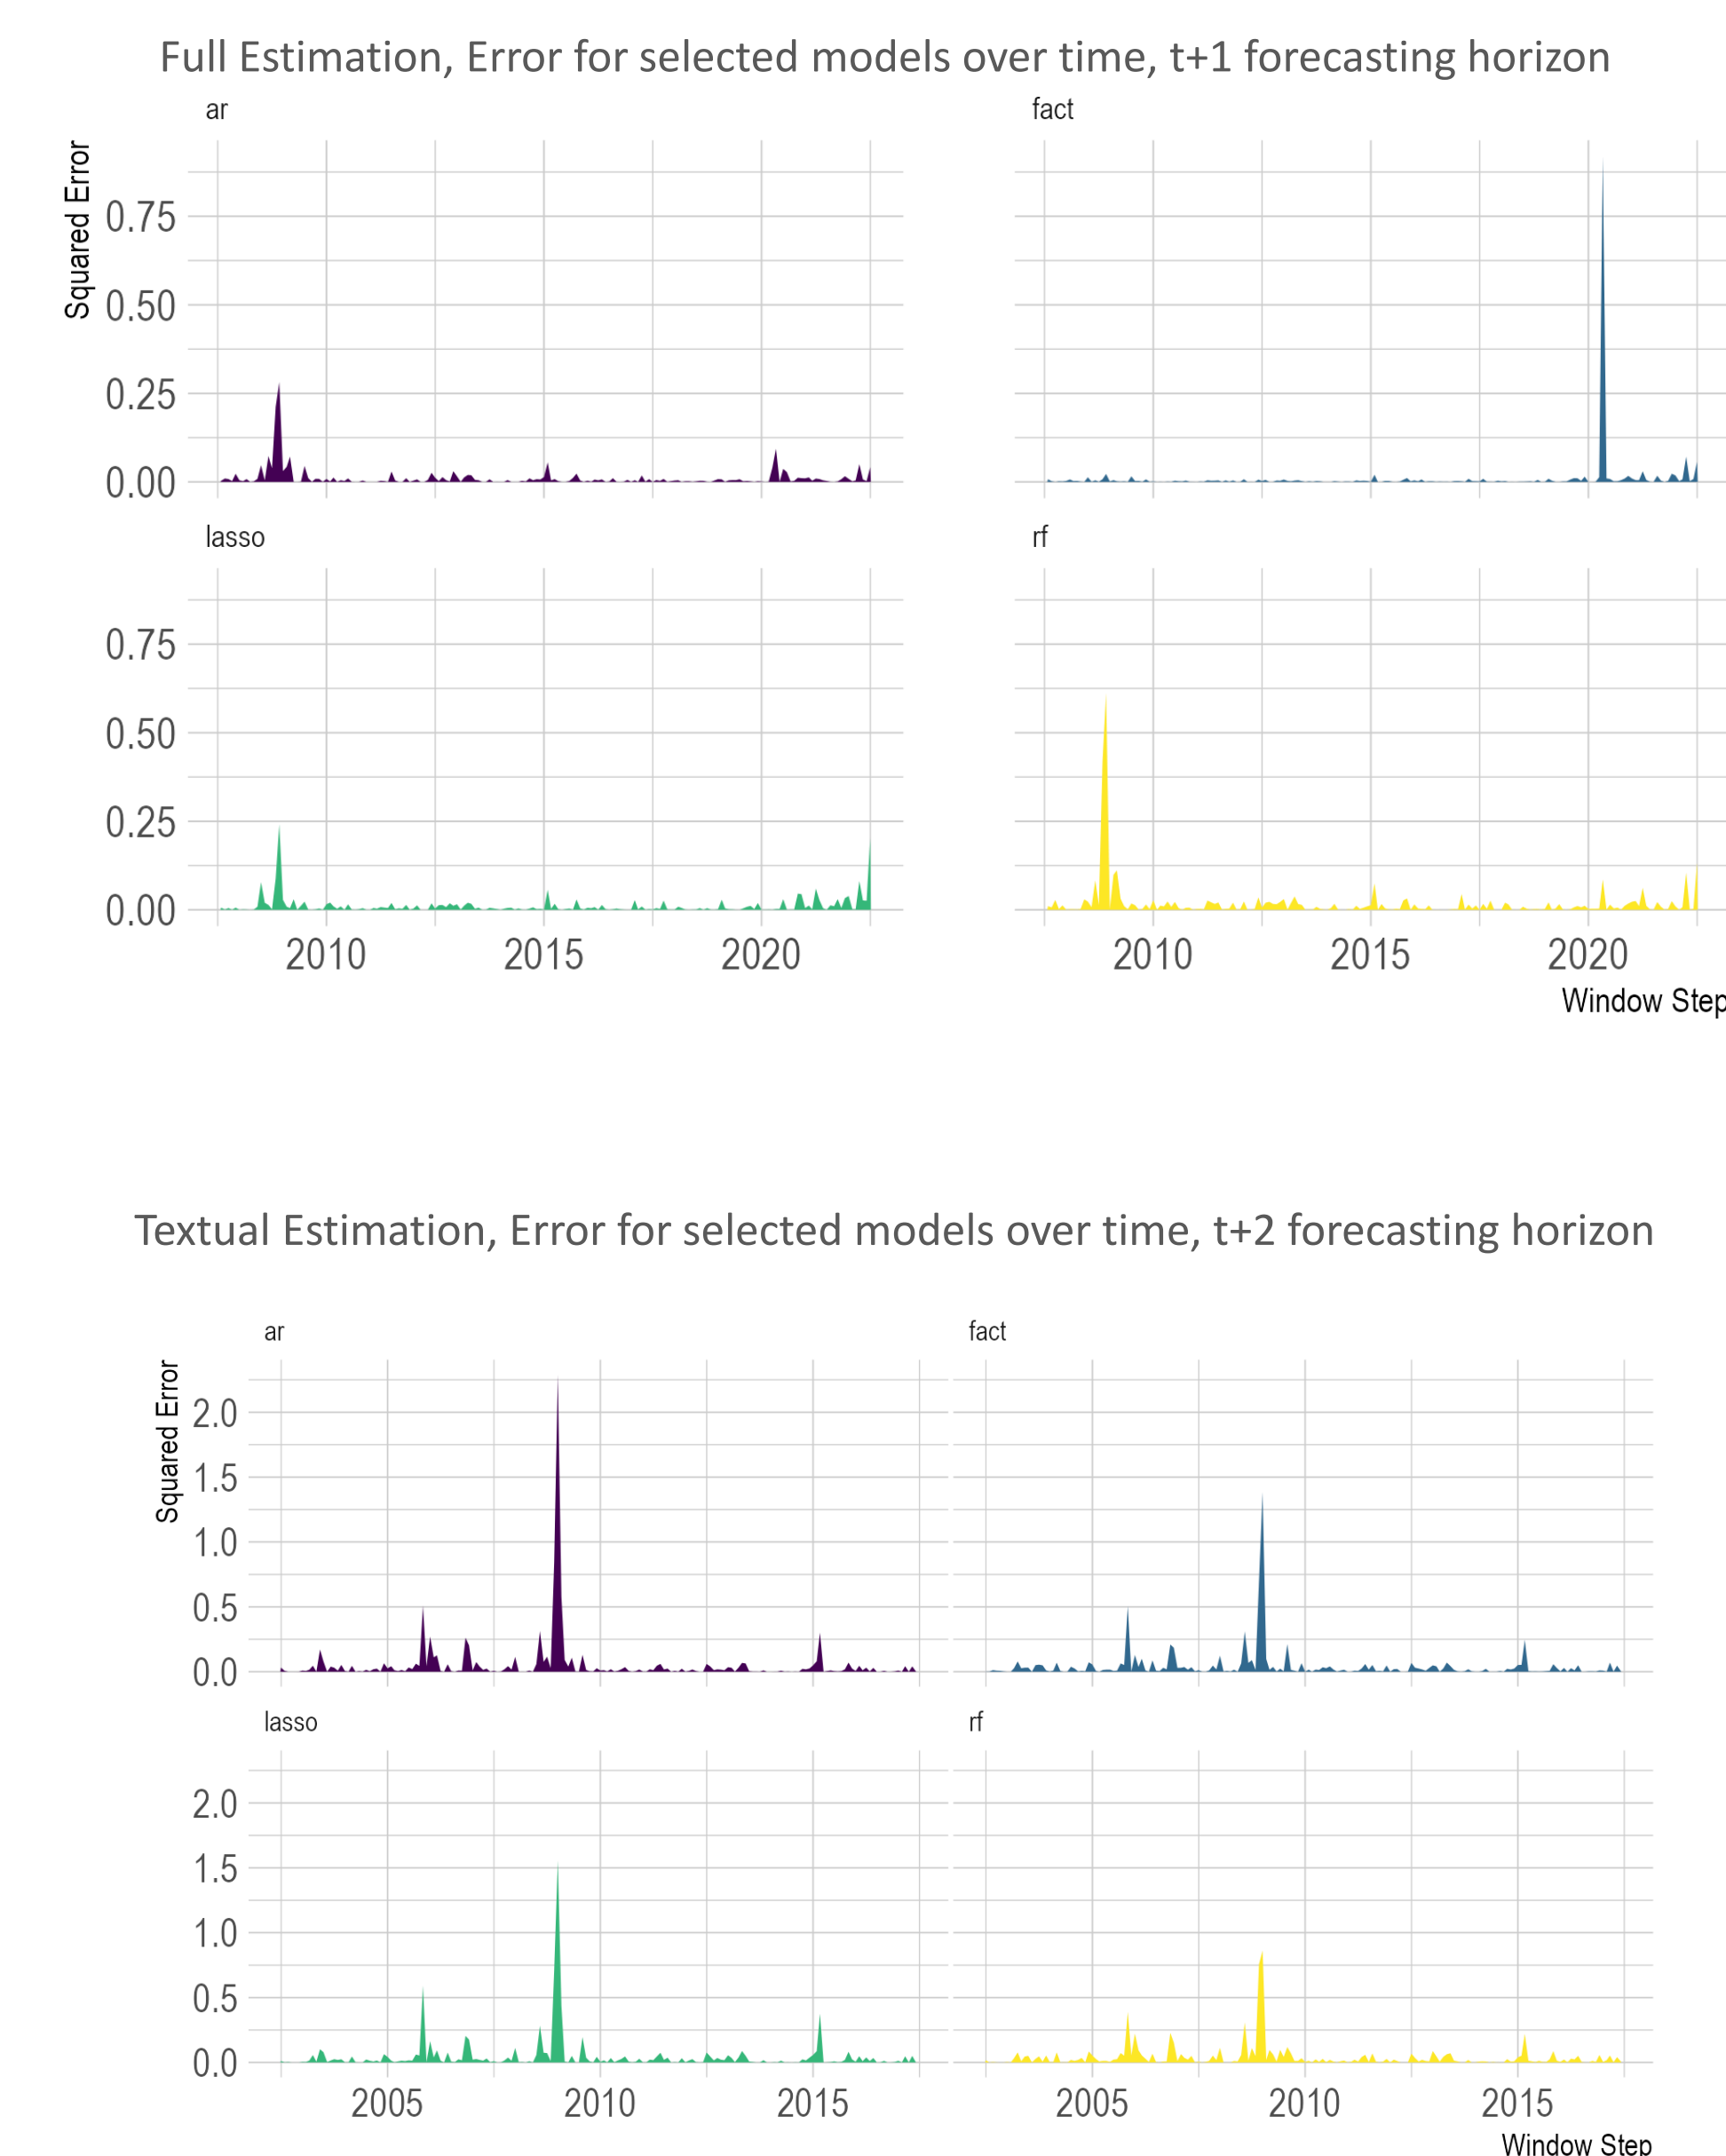 Full Estimation, Error for selected models over time, t+1 forecasting horizon
ar
fact
Squared Error
0.75
0.50
0.25
0.00
lasso
rf
0.75
0.50
0.25
0.00
2010 2015 2020
2010 2015 2020
Window Step
Textual Estimation, Error for selected models over time, t+2 forecasting horizon
ar
fact
Squared Error
2.0
1.5
1.0
0.5
0.0
lasso
rf
2.0
1.5
1.0
0.5
0.0
2005 2010 2015
2005 2010 2015
Window Step